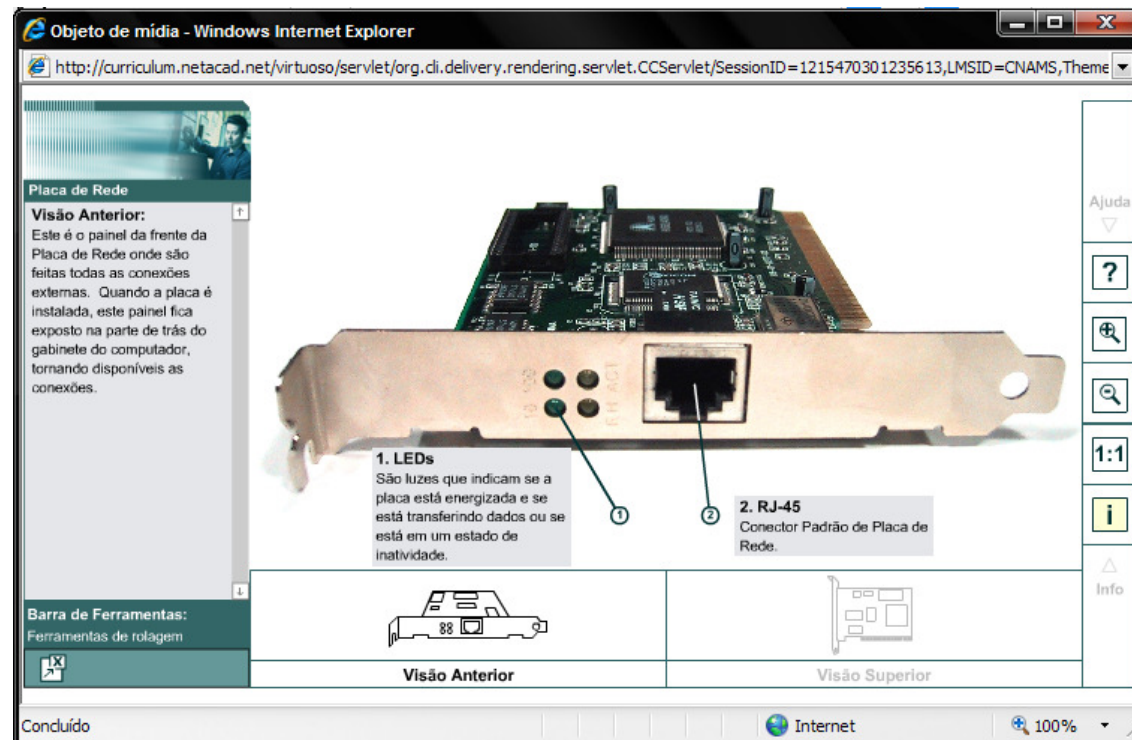 Objeto de mídia - Windows Internet Explorer
http://curriculum.netacad.net/virtuoso/servlet/org.cli.delivery.rendering.servlet.CCServlet/SessionID=1215470301235613,LMSID=CNAMS,Theme
Placa de Rede
Visão Anterior:
Este é o painel da frente da
Placa de Rede onde são
feitas todas as conexões
externas. Quando a placa é
instalada, este painel fica
exposto na parte de trás do
gabinete do computador,
tornando disponíveis as
conexões.
10 100
ACT
1. LEDs
São luzes que indicam se a
placa está energizada e se
está transferindo dados ou se
está em um estado de
inatividade.
1
2
2. RJ-45
Conector Padrão de Placa de
Rede.
Ajuda
?
1:1
i
Info
Barra de Ferramentas:
Ferramentas de rolagem
Visão Anterior
Visão Superior
Concluído
Internet
100%